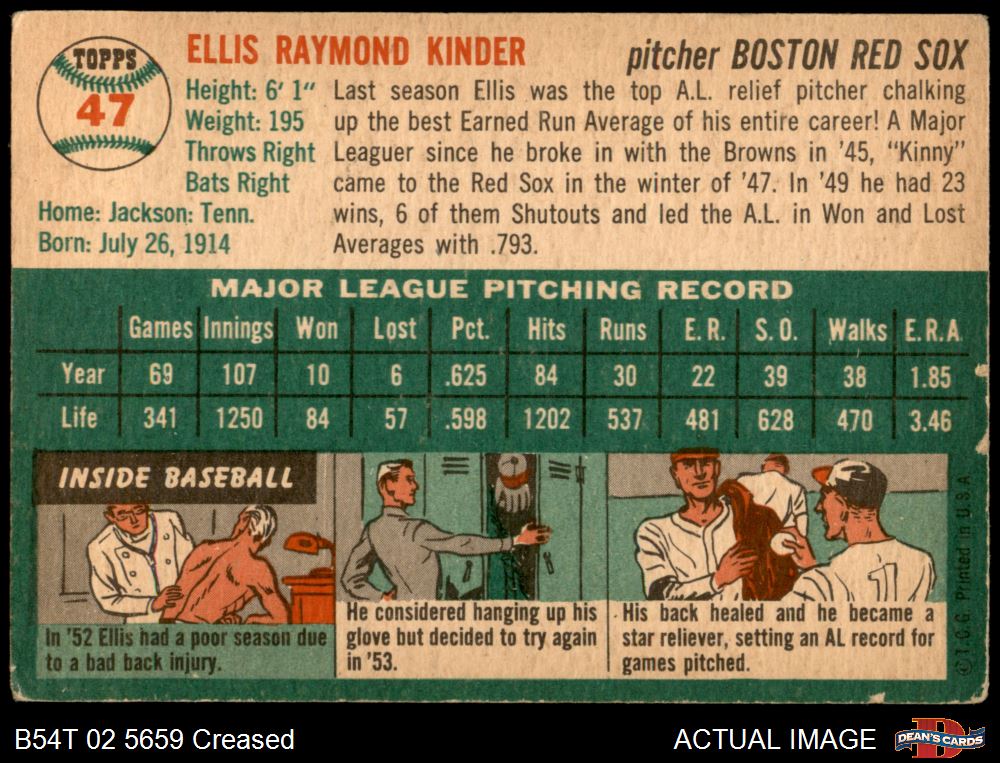 TOPPS
47
ELLIS RAYMOND KINDER
pitcher BOSTON RED SOX
Height: 6' 1"
Weight: 195
Throws Right
Bats Right
Home: Jackson: Tenn.
Born: July 26, 1914
Last season Ellis was the top A.L. relief pitcher chalking
up the best Earned Run Average of his entire career! A Major
Leaguer since he broke in with the Browns in '45, "Kinny"
came to the Red Sox in the winter of '47. In '49 he had 23
wins, 6 of them Shutouts and led the A.L. in Won and Lost
Averages with .793.
MAJOR LEAGUE PITCHING RECORD
Games Innings Won Lost Pct. Hits Runs E. R. S. O. Walks E.R.A
Year 69 107 10 6 .625 84 30 22 39 38 1.85
Life 341 1250 84 57 .598 1202 537 481 628 470 3.46
INSIDE BASEBALL
In '52 Ellis had a poor season due
to a bad back injury.
He considered hanging up his
glove but decided to try again
in '53.
1
His back healed and he became a
star reliever, setting an AL record for
games pitched.
© T.C.G. Printed in U.S.A
B54T 02 5659 Creased
ACTUAL IMAGE
D
DEAN'S CARDS